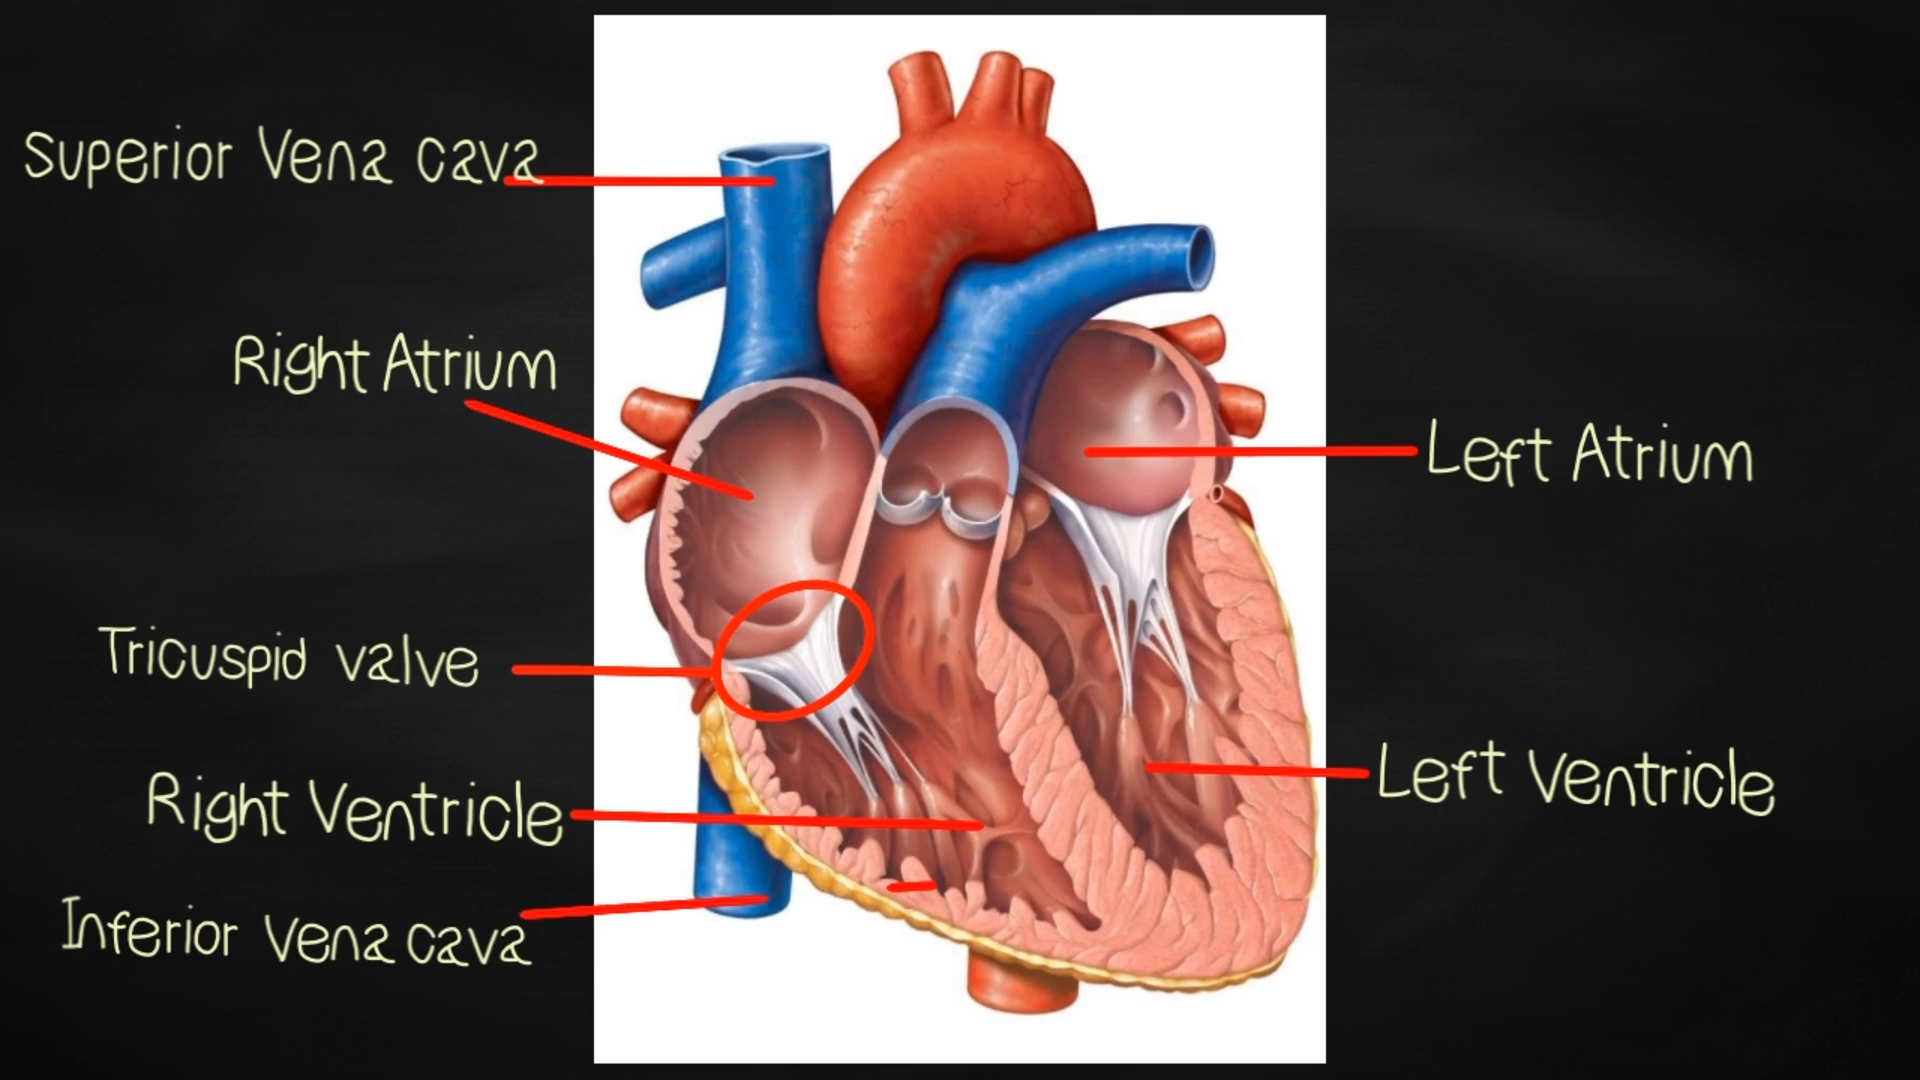 Superior Vena cava
Right Atrium
Left Atrium
Tricuspid valve
Right Ventricle
Left Ventricle
Inferior Vena cava